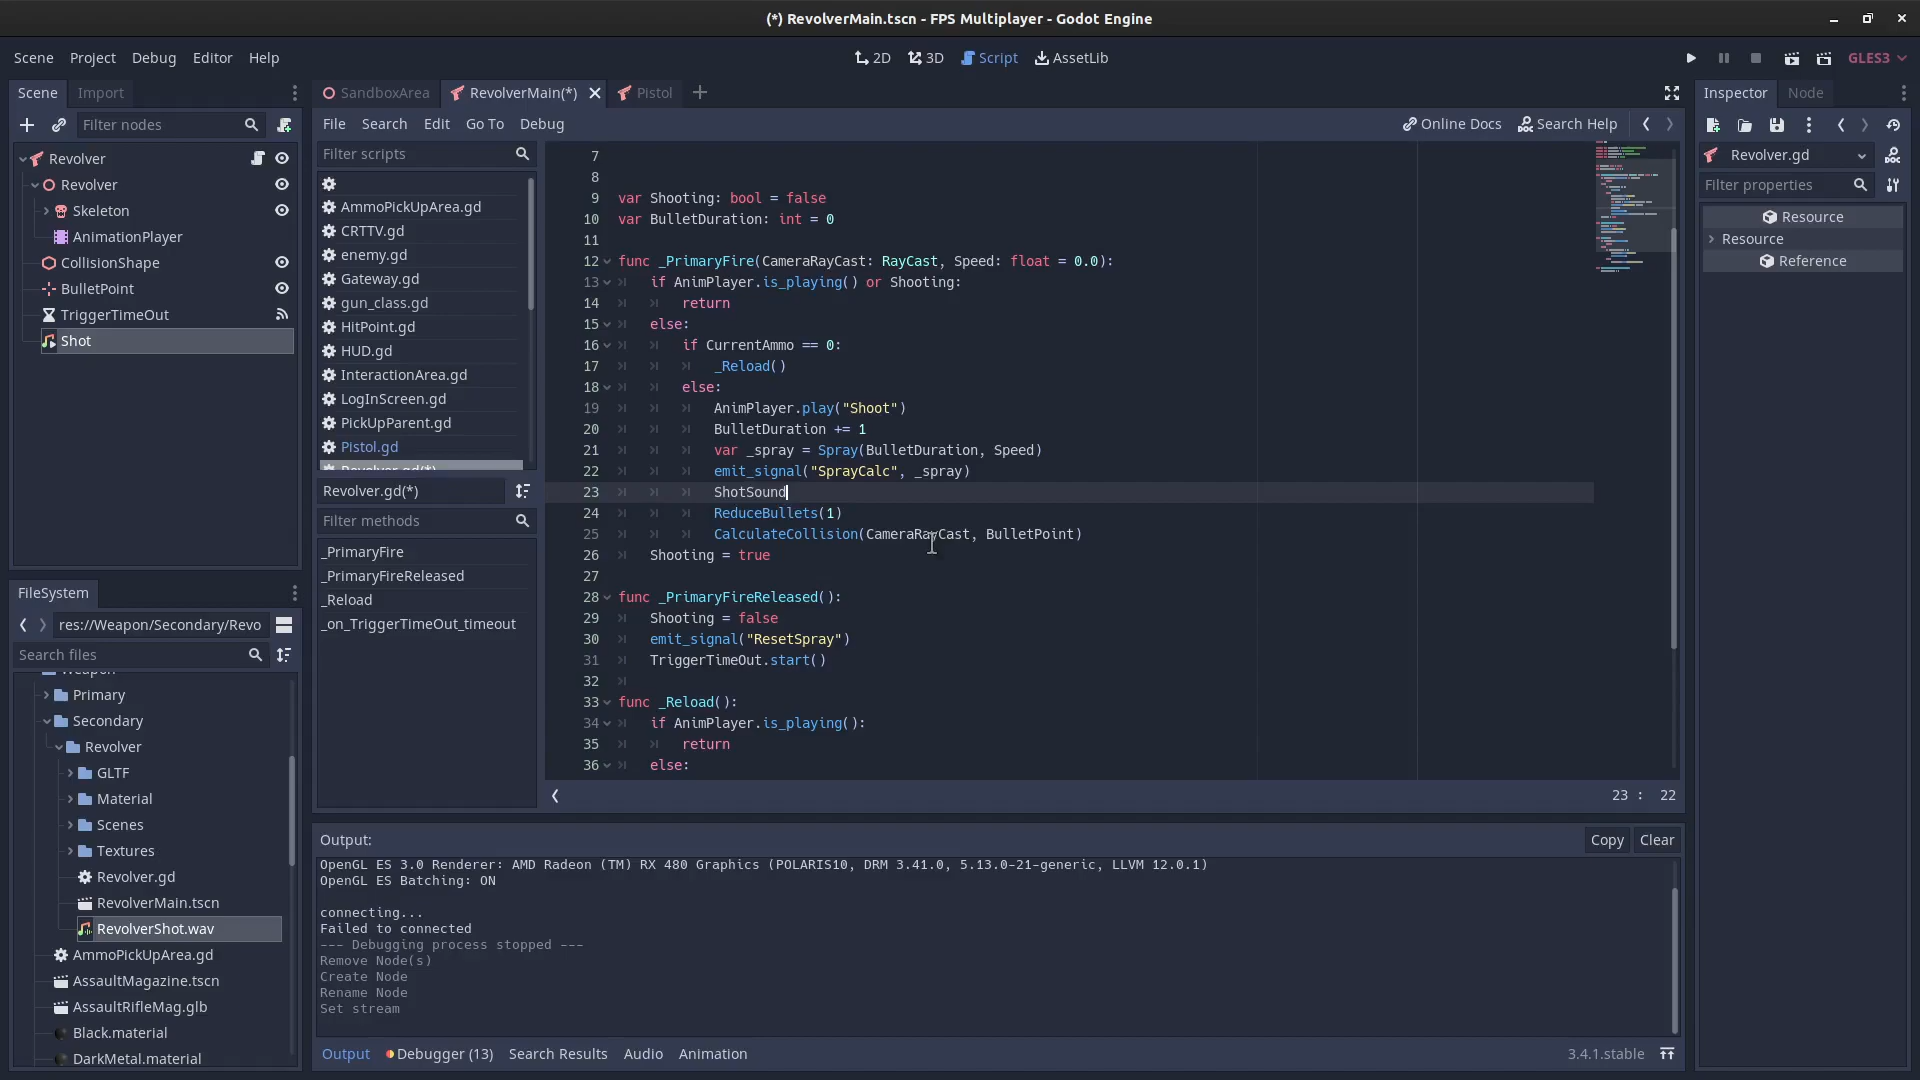 (*) RevolverMain.tscn - FPS Multiplayer - Godot Engine
Scene Project Debug Editor Help
2D 3D Script AssetLib
GLES3
Scene Import
Filter nodes
Revolver
Revolver
Skeleton
AnimationPlayer
CollisionShape
BulletPoint
TriggerTimeOut
Shot
FileSystem
res://Weapon/Secondary/Revo
Search files
Weapon
Primary
Secondary
Revolver
GLTF
Material
Scenes
Textures
Revolver.gd
RevolverMain.tscn
RevolverShot.wav
AmmoPickUpArea.gd
AssaultMagazine.tscn
AssaultRifleMag.glb
Black.material
DarkMetal.material
SandboxArea RevolverMain(*) Pistol
File Search Edit Go To Debug
Online Docs Search Help
Filter scripts
AmmoPickUpArea.gd
CRTTV.gd
enemy.gd
Gateway.gd
gun_class.gd
HitPoint.gd
HUD.gd
InteractionArea.gd
LogInScreen.gd
PickUpParent.gd
Pistol.gd
Revolver.gd(*)
Revolver.gd(*)
Filter methods
_PrimaryFire
_PrimaryFireReleased
_Reload
_on_TriggerTimeOut_timeout
7
8
9 var Shooting: bool = false
10 var BulletDuration: int = 0
11
12 func _PrimaryFire(CameraRayCast: RayCast, Speed: float = 0.0):
13 if AnimPlayer.is_playing() or Shooting:
14 return
15 else:
16 if CurrentAmmo == 0:
17 _Reload()
18 else:
19 AnimPlayer.play("Shoot")
20 BulletDuration += 1
21 var _spray = Spray(BulletDuration, Speed)
22 emit_signal("SprayCalc", _spray)
23 ShotSound
24 ReduceBullets(1)
25 CalculateCollision(CameraRayCast, BulletPoint)
26 Shooting = true
27
28 func _PrimaryFireReleased():
29 Shooting = false
30 emit_signal("ResetSpray")
31 TriggerTimeOut.start()
32
33 func _Reload():
34 if AnimPlayer.is_playing():
35 return
36 else:
23 : 22
Output:
Copy Clear
OpenGL ES 3.0 Renderer: AMD Radeon (TM) RX 480 Graphics (POLARIS10, DRM 3.41.0, 5.13.0-21-generic, LLVM 12.0.1)
OpenGL ES Batching: ON
connecting...
Failed to connected
--- Debugging process stopped ---
Remove Node(s)
Create Node
Rename Node
Set stream
Output Debugger (13) Search Results Audio Animation
3.4.1.stable
Inspector Node
Revolver.gd
Filter properties
Resource
Resource
Reference